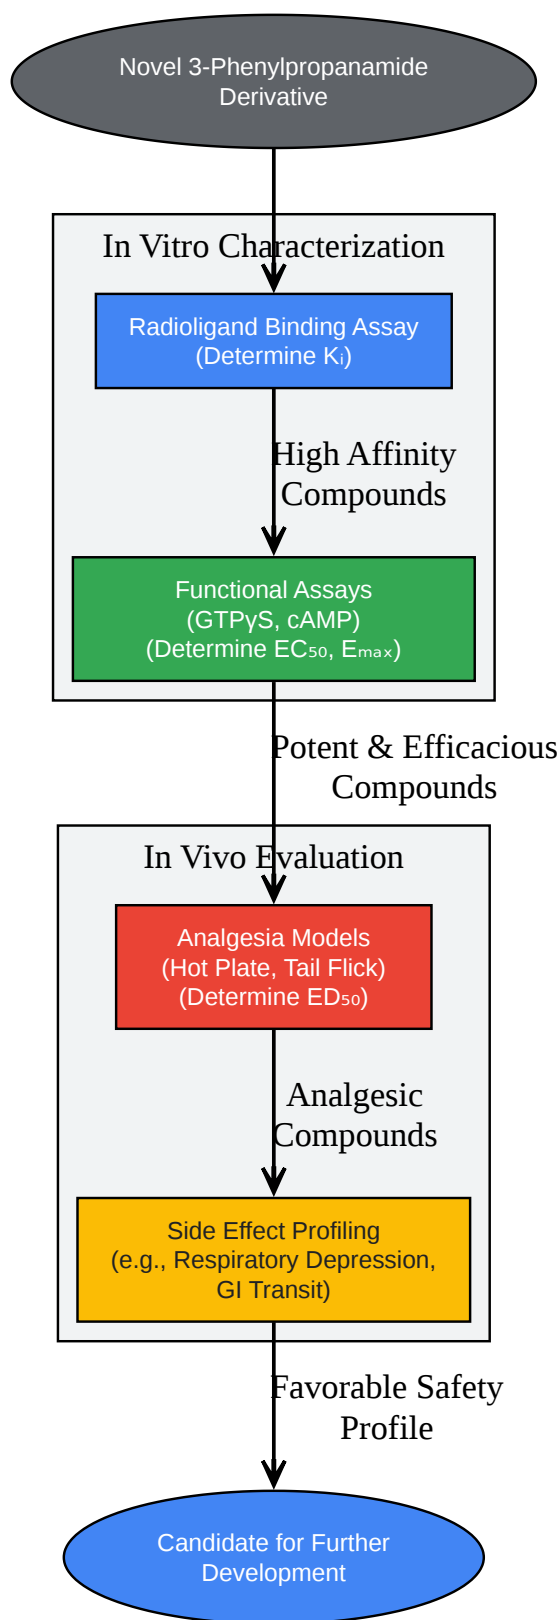 Novel 3-Phenylpropanamide
Derivative
In Vitro Characterization
Radioligand Binding Assay
(Determine Kᵢ)
High Affinity
Compounds
Functional Assays
(GTPγS, cAMP)
(Determine EC₅₀, Eₘₐₓ)
Potent & Efficacious
Compounds
In Vivo Evaluation
Analgesia Models
(Hot Plate, Tail Flick)
(Determine ED₅₀)
Analgesic
Compounds
Side Effect Profiling
(e.g., Respiratory Depression,
GI Transit)
Favorable Safety
Profile
Candidate for Further
Development